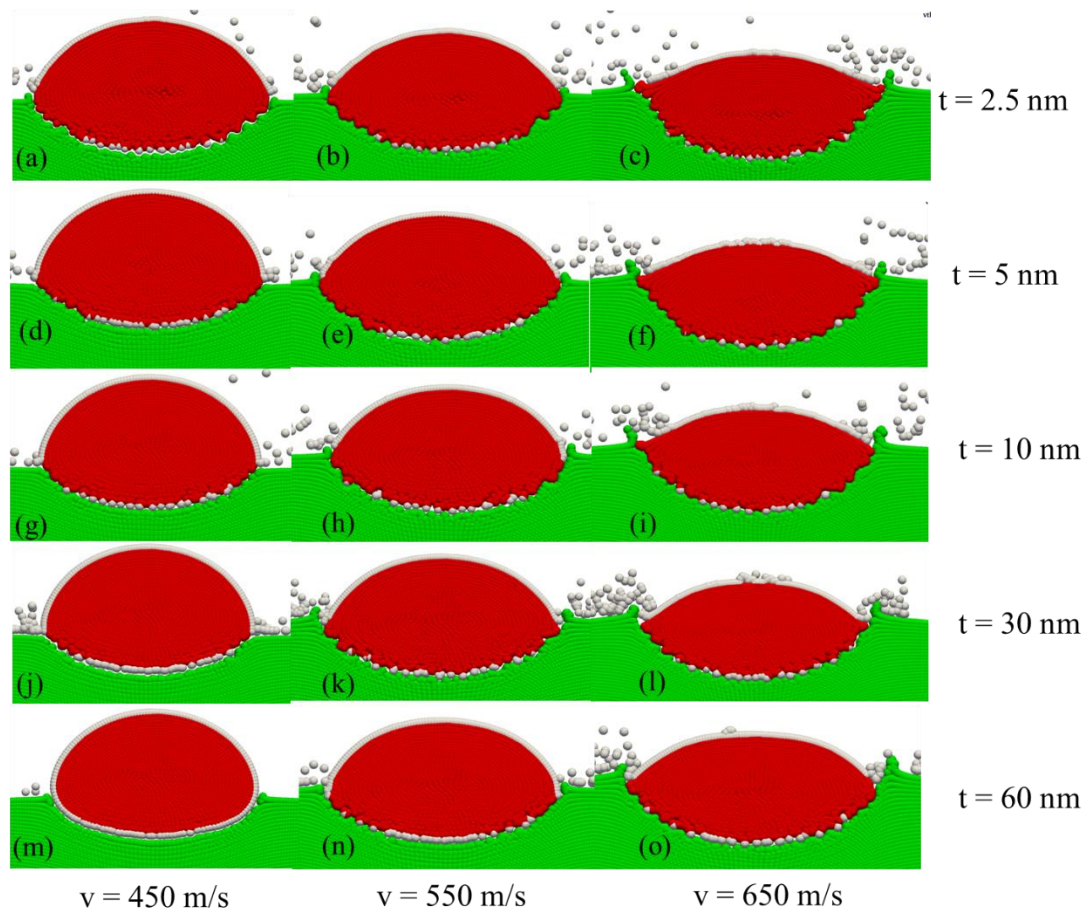 t = 2.5 nm
(a) (b) (c)
t = 5 nm
(d) (e) (f)
t = 10 nm
(g) (h) (i)
t = 30 nm
(j) (k) (l)
t = 60 nm
(m) (n) (o)
v = 450 m/s v = 550 m/s v = 650 m/s